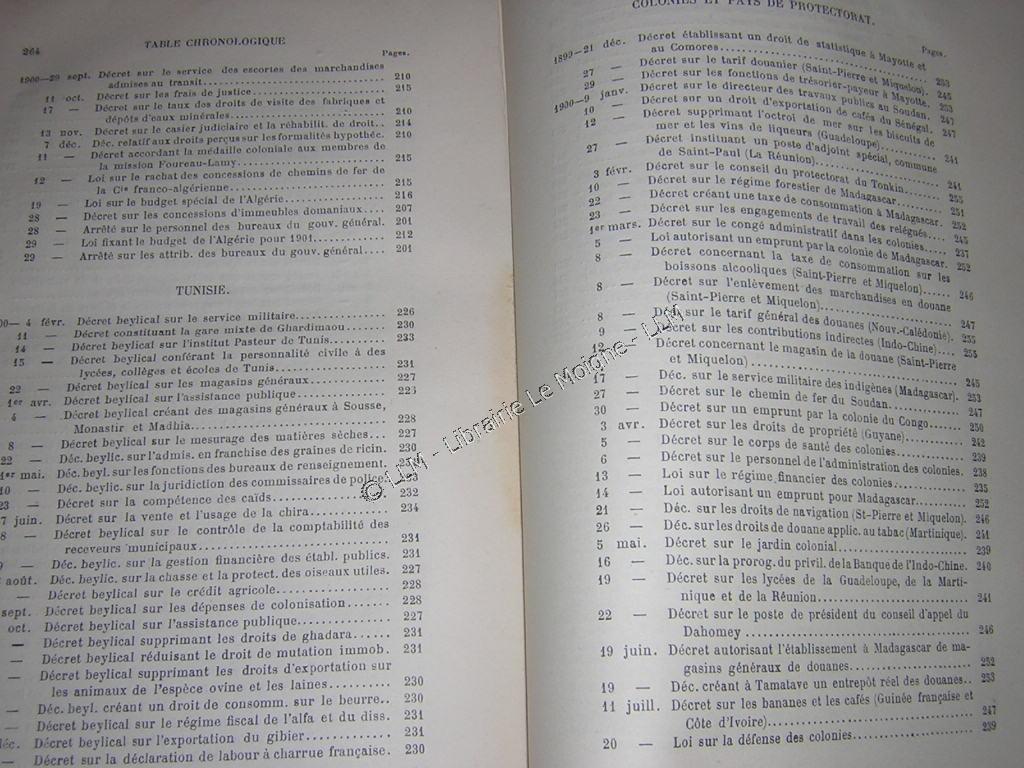 264
TABLE CHRONOLOGIQUE
Pages.
1900—29 sept. Décret sur le service des escortes des marchandises
admises au transit 210
11 oct. Décret sur les frais de justice 215
17 — Décret sur le taux des droits de visite des fabriques et
dépôts d'eaux minérales 210
13 nov. Décret sur le casier judiciaire et la réhabilit. de droit. 214
7 déc. Déc. relatif aux droits perçus sur les formalités hypothéc. 210
11 — Décret accordant la médaille coloniale aux membres de
la mission Foureau-Lamy 215
12 — Loi sur le rachat des concessions de chemins de fer de
la Cie franco-algérienne 215
19 — Loi sur le budget spécial de l'Algérie 216
28 — Décret sur les concessions d'immeubles domaniaux 207
28 — Arrêté sur le personnel des bureaux du gouv. général. 201
29 — Loi fixant le budget de l'Algérie pour 1901 212
29 — Arrêté sur les attrib. des bureaux du gouv. général 201
TUNISIE.
00— 4 févr. Décret beylical sur le service militaire 226
11 — Décret constituant la gare mixte de Ghardimaou 230
14 — Décret beylical sur l'institut Pasteur de Tunis 233
15 — Décret beylical conférant la personnalité civile à des
lycées, collèges et écoles de Tunis 231
22 — Décret beylical sur les magasins généraux 227
1er avr. Décret beylical sur l'assistance publique
4 — Décret beylical créant des magasins généraux à Sousse,
Monastir et Madhia 228
8 — Décret beylical sur le mesurage des matières sèches 227
22 — Déc. beylic. sur l'admis. en franchise des graines de ricin. 230
1er mai. Déc. beyl. sur les fonctions des bureaux de renseignement.
10 — Déc. beylic. sur la juridiction des commissaires de police
23 — Décret sur la compétence des caïds 232
7 juin. Décret sur la vente et l'usage de la chira 234
8 — Décret beylical sur le contrôle de la comptabilité des
receveurs municipaux 231
— Déc. beylic. sur la gestion financière des établ. publics. 231
août. Déc. beylic. sur la chasse et la protect. des oiseaux utiles. 227
— Décret beylical sur le crédit agricole 228
sept. Décret beylical sur les dépenses de colonisation 228
oct. Décret beylical sur l'assistance publique 227
— Décret beylical supprimant les droits de ghadara 231
— Décret beylical réduisant le droit de mutation immob. 231
— Décret beylical supprimant les droits d'exportation sur
les animaux de l'espèce ovine et les laines 230
— Déc. beyl. créant un droit de consomm. sur le beurre 230
— Décret beylical sur le régime fiscal de l'alfa et du diss. 231
déc. Décret beylical sur l'exportation du gibier 231
— Décret sur la déclaration de labour à charrue française. 230
COLONIES ET PAYS DE PROTECTORAT.
Pages.
1899—21 déc. Décret établissant un droit de statistique à Mayotte et
au Comores 253
27 — Décret sur le tarif douanier (Saint-Pierre et Miquelon). 245
29 — Décret sur les fonctions de trésorier-payeur à Mayotte. 253
1900—9 janv. Décret sur le directeur des travaux publics au Soudan. 247
10 — Décret sur un droit d'exportation de cafés du Sénégal. 247
12 — Décret supprimant l'octroi de mer sur les biscuits de
mer et les vins de liqueurs (Guadeloupe) 241
27 — Décret instituant un poste d'adjoint spécial, commune
de Saint-Paul (La Réunion) 241
3 févr. Décret sur le conseil du protectorat du Tonkin
10 — Décret sur le régime forestier de Madagascar
22 — Décret créant une taxe de consommation à Madagascar. 252
23 — Décret sur les engagements de travail des relégués 245
1er mars. Décret sur le congé administratif dans les colonies 237
5 — Loi autorisant un emprunt par la colonie de Madagascar. 252
8 — Décret concernant la taxe de consommation sur les
boissons alcooliques (Saint-Pierre et Miquelon) 246
8 — Décret sur l'enlèvement des marchandises en douane
(Saint-Pierre et Miquelon) 247
8 — Déc. sur le tarif général des douanes (Nouv.-Calédonie). 255
9 — Décret sur les contributions indirectes (Indo-Chine) 255
12 — Décret concernant le magasin de la douane (Saint-Pierre
et Miquelon) 245
17 — Déc. sur le service militaire des indigènes (Madagascar). 253
27 — Décret sur le chemin de fer du Soudan 247
30 — Décret sur un emprunt par la colonie du Congo 250
3 avr. Décret sur les droits de propriété (Guyane) 242
5 — Décret sur le corps de santé des colonies 239
6 — Décret sur le personnel de l'administration des colonies. 238
13 — Loi sur le régime financier des colonies 235
14 — Loi autorisant un emprunt pour Madagascar 252
21 — Déc. sur les droits de navigation (St-Pierre et Miquelon). 246
26 — Déc. sur les droits de douane applic. au tabac (Martinique). 241
5 mai. Décret sur le jardin colonial 239
16 — Déc. sur la prorog. du privil. de la Banque de l'Indo-Chine. 240
19 — Décret sur les lycées de la Guadeloupe, de la Marti-
nique et de la Réunion 241
22 — Décret sur le poste de président du conseil d'appel du
Dahomey 246
19 juin. Décret autorisant l'établissement à Madagascar de ma-
gasins généraux de douanes 252
19 — Déc. créant à Tamatave un entrepôt réel des douanes 253
11 juill. Décret sur les bananes et les cafés (Guinée française et
Côte d'Ivoire) 247
20 — Loi sur la défense des colonies 239
© LLM - Librairie Le Moigne - LLM